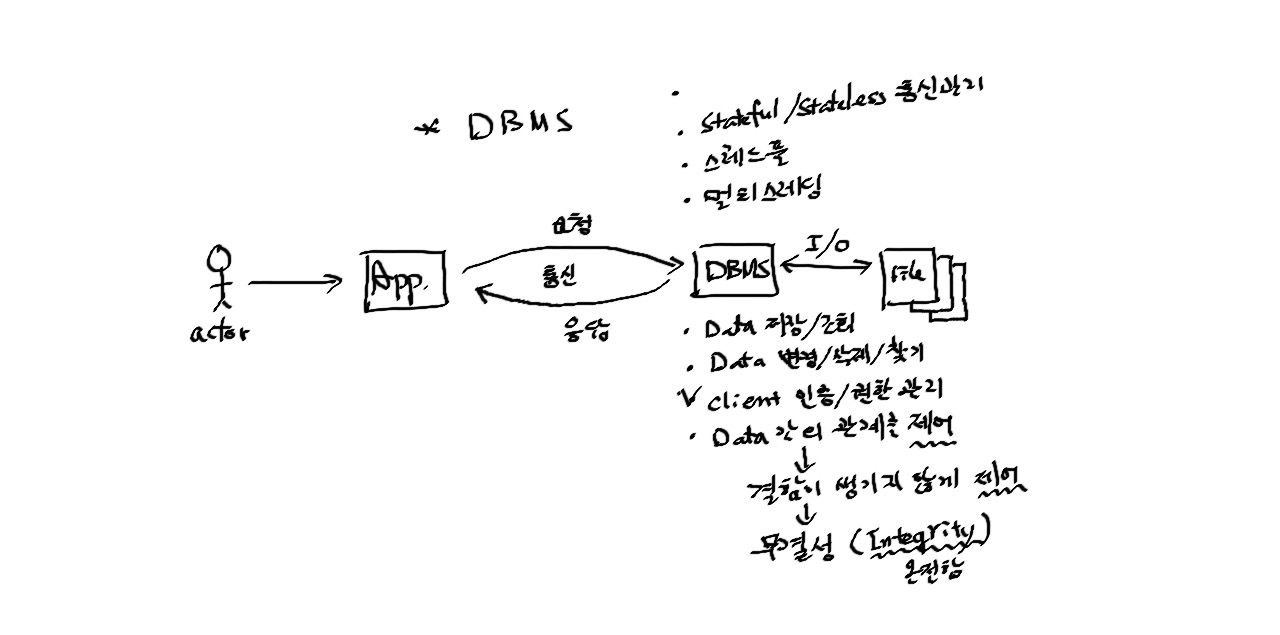 * DBMS
•
• Stateful/Stateless 통신관리
• 스레드풀
• 멀티스레딩
요청
actor
App.
통신
DBMS
I/O
file
응답
• Data 저장/조회
• Data 변경/삭제/찾기
✓ Client 인증/권한 관리
• Data 간의 관계를 제어
↓
결함이 생기지 않게 제어
↓
무결성 (Integrity)
온전함